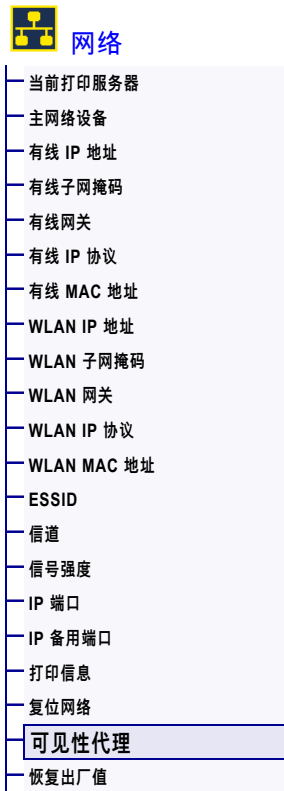 网络
当前打印服务器
主网络设备
有线 IP 地址
有线子网掩码
有线网关
有线 IP 协议
有线 MAC 地址
WLAN IP 地址
WLAN 子网掩码
WLAN 网关
WLAN IP 协议
WLAN MAC 地址
ESSID
信道
信号强度
IP 端口
IP 备用端口
打印信息
复位网络
可见性代理
恢复出厂值